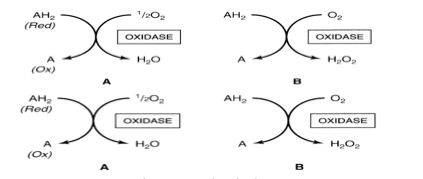 AH₂ ½O₂ AH₂ O₂
(Red)
OXIDASE OXIDASE
A H₂O A H₂O₂
(Ox)
A B
AH₂ ½O₂ AH₂ O₂
(Red)
OXIDASE OXIDASE
A H₂O A H₂O₂
(Ox)
A B